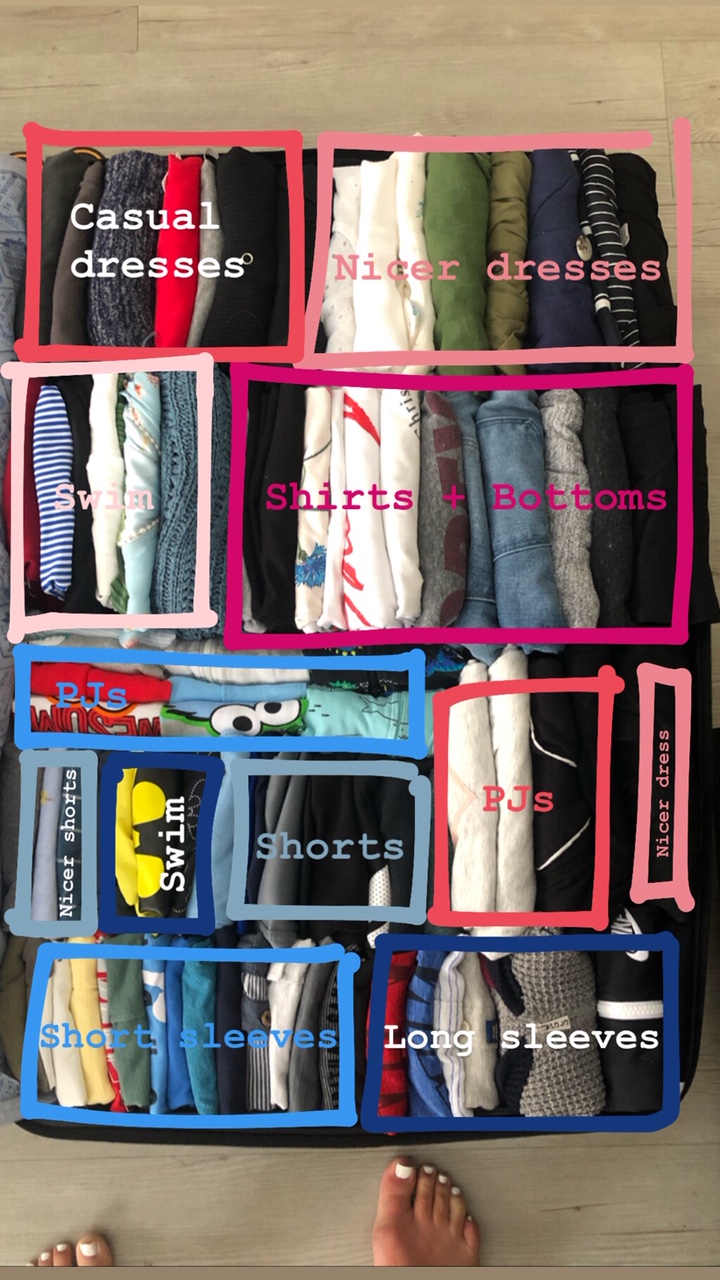 Casual
dresses
Nicer dresses
Swim
Shirts + Bottoms
PJs
PJs
Nicer dress
Nicer shorts
Swim
Shorts
Short sleeves
Long sleeves